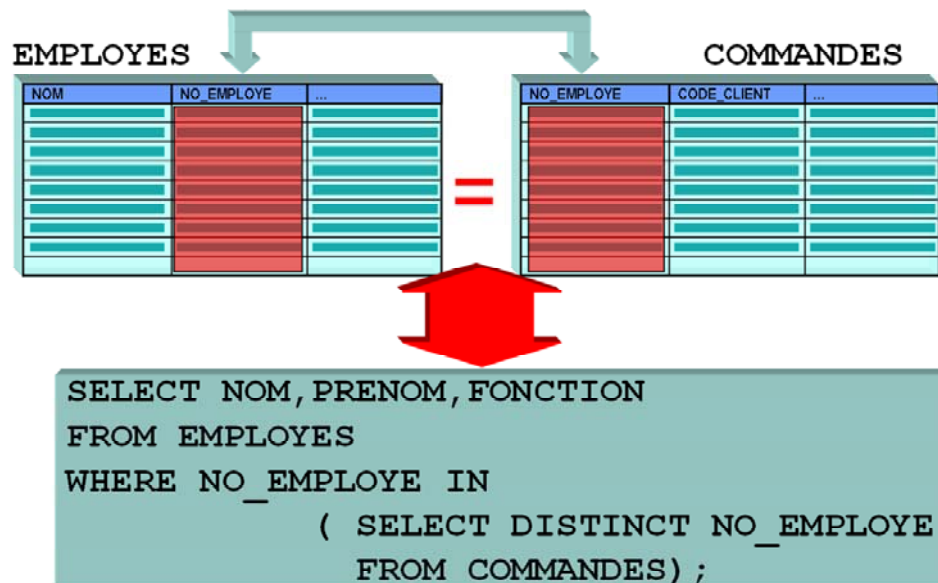 EMPLOYES COMMANDES
NOM NO_EMPLOYE ... NO_EMPLOYE CODE_CLIENT ...
=
SELECT NOM,PRENOM,FONCTION
FROM EMPLOYES
WHERE NO_EMPLOYE IN
( SELECT DISTINCT NO_EMPLOYE
FROM COMMANDES);